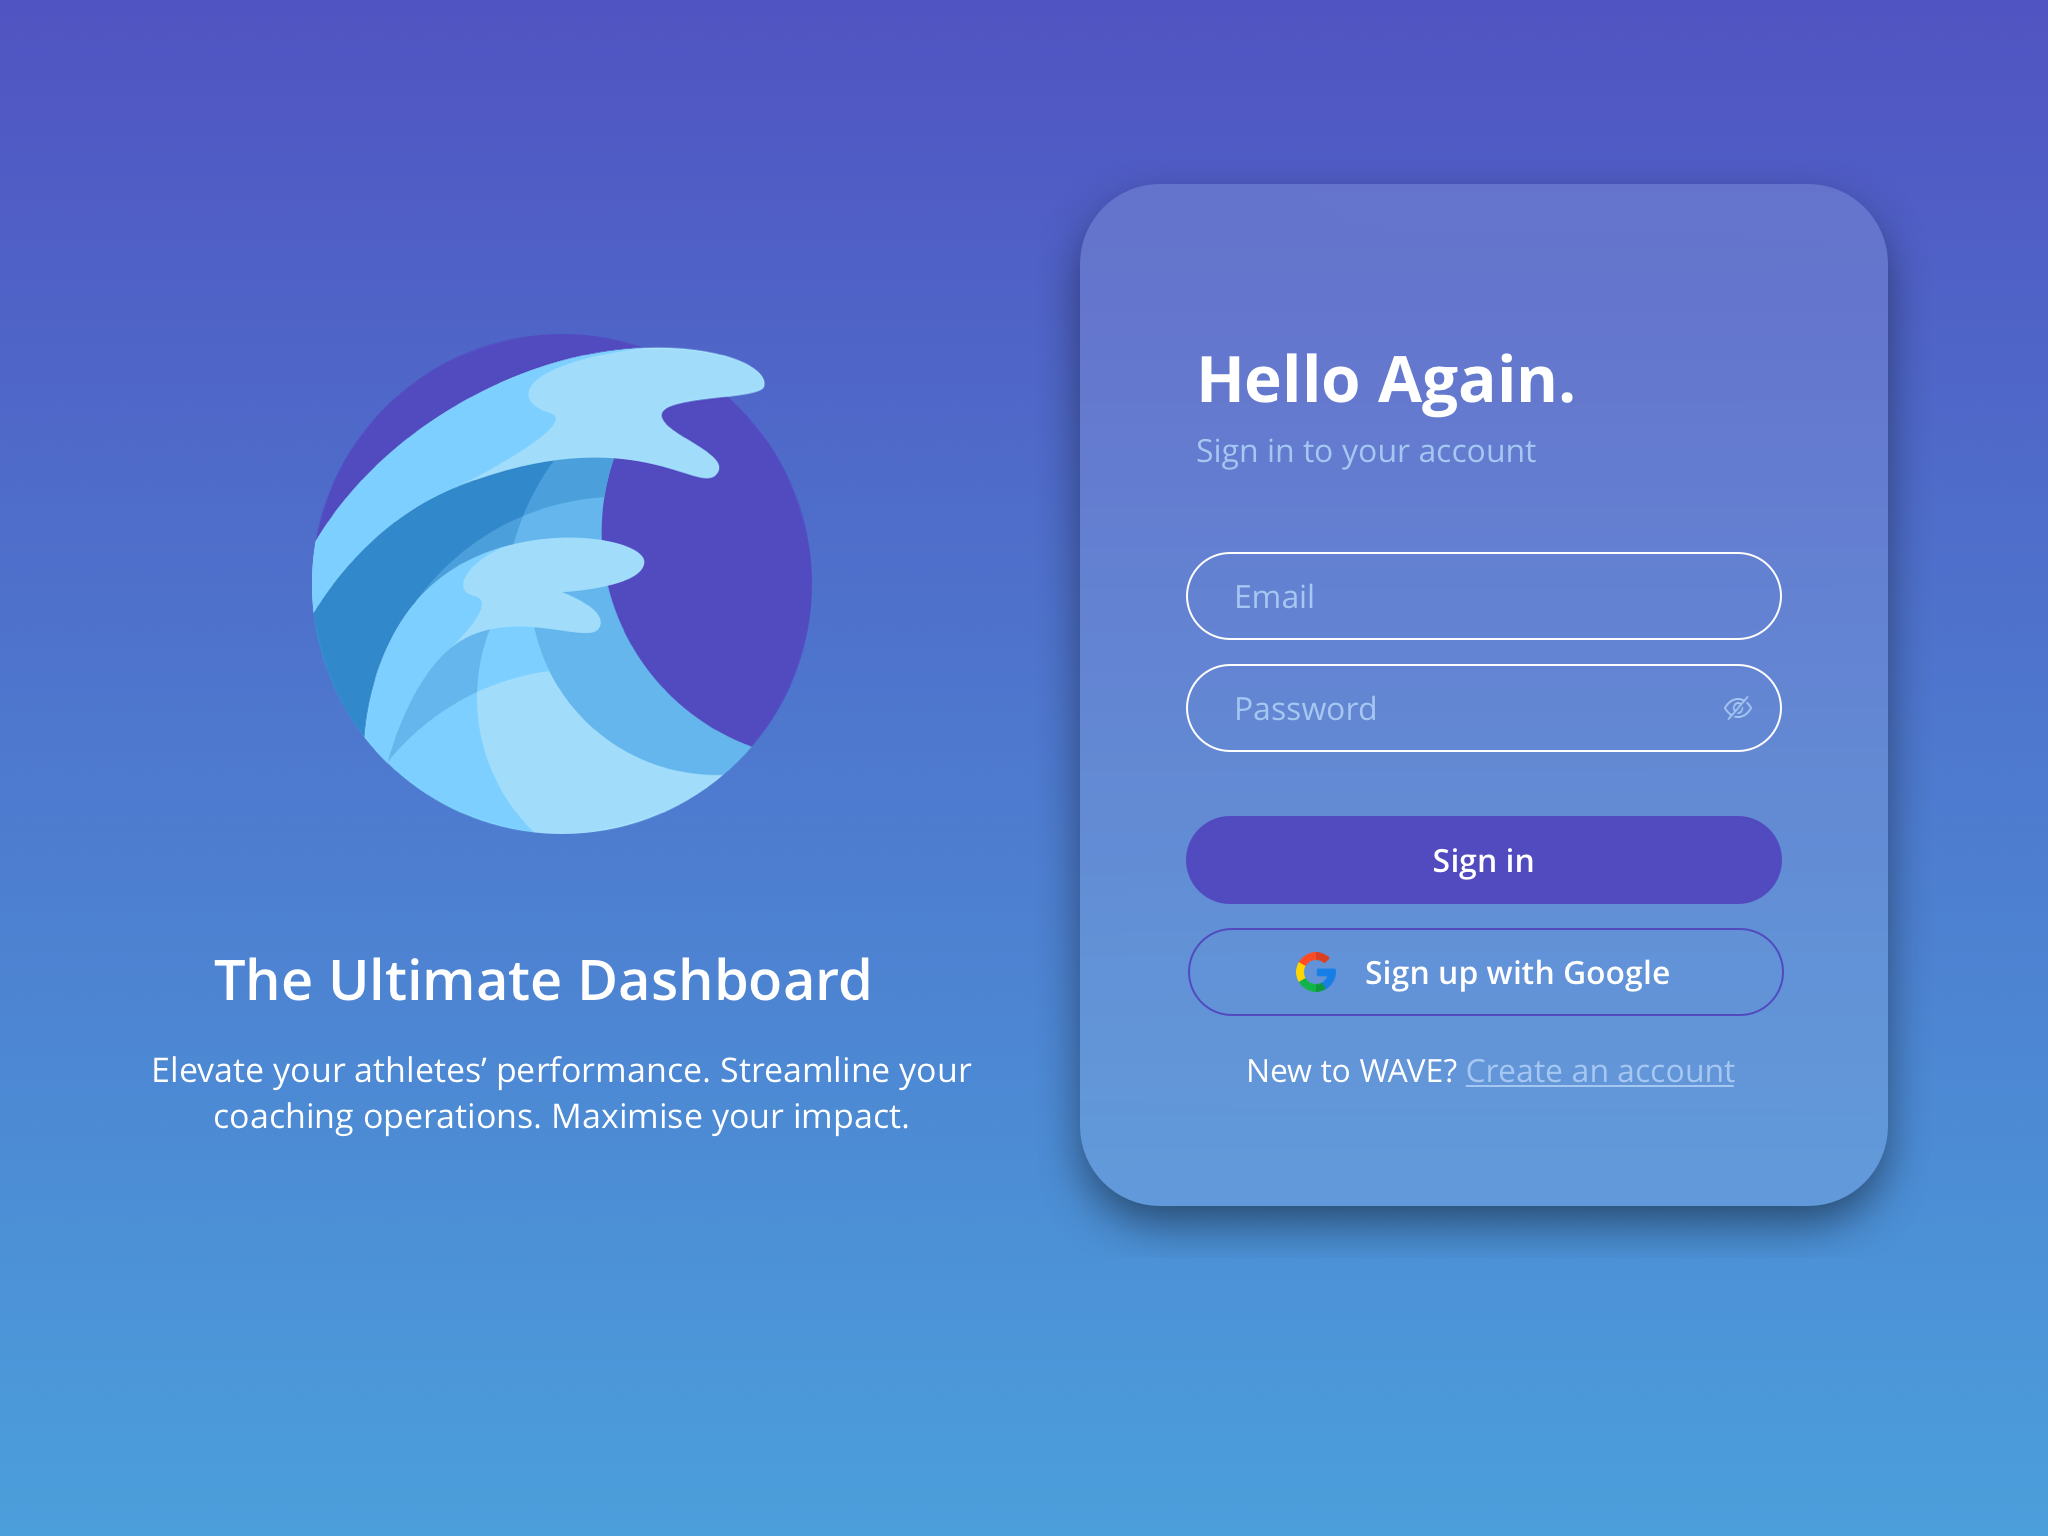 The Ultimate Dashboard
Elevate your athletes’ performance. Streamline your
coaching operations. Maximise your impact.
Hello Again.
Sign in to your account
Email
Password
Sign in
Sign up with Google
New to WAVE? Create an account